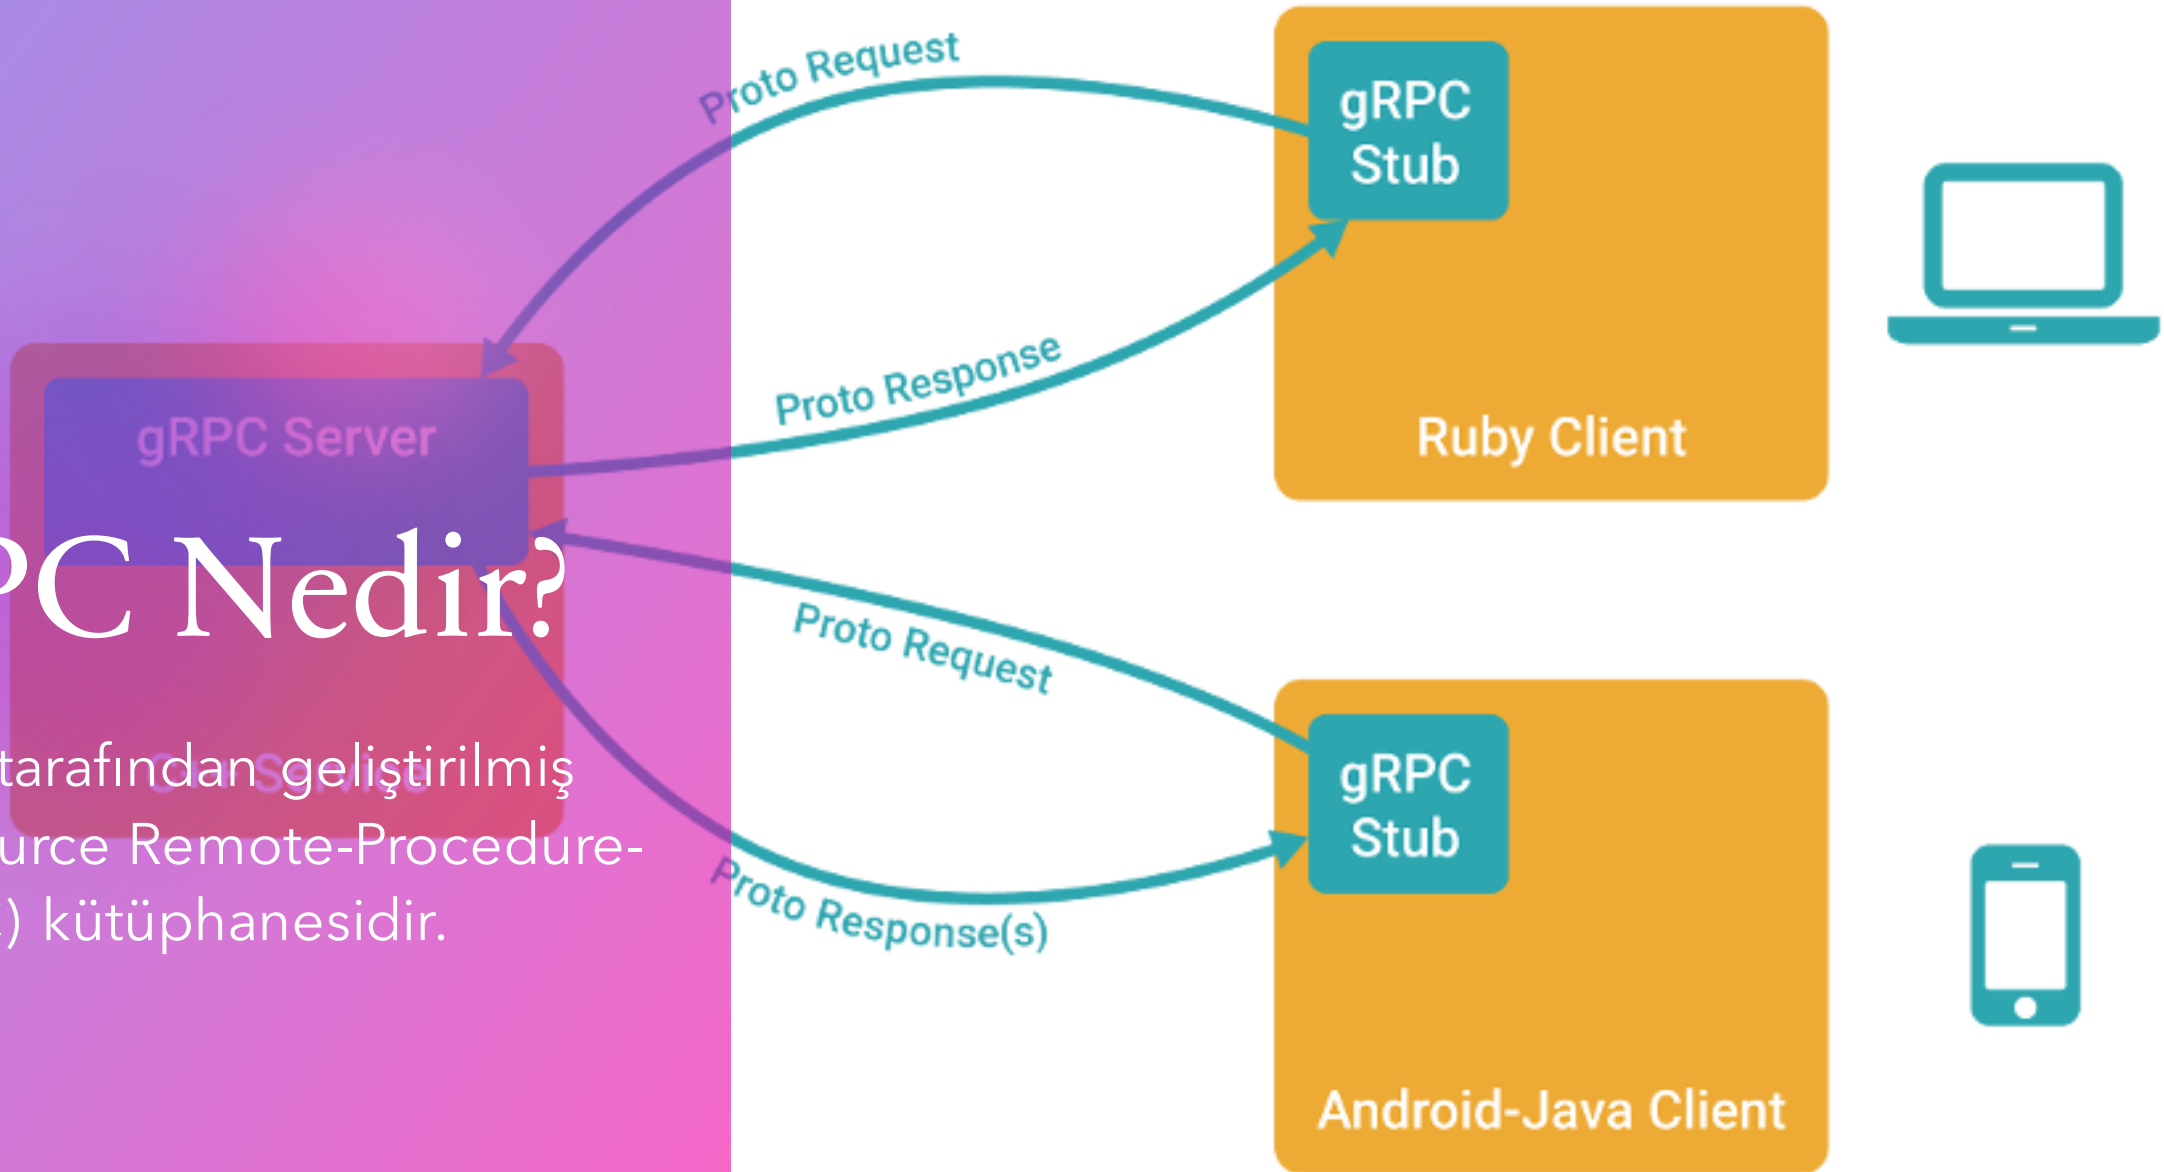 Proto Request
gRPC
Stub
gRPC Server
Proto Response
Ruby Client
PC Nedir?
Proto Request
tarafından geliştirilmiş
C++ Service
gRPC
Stub
urce Remote-Procedure-
) kütüphanesidir.
Proto Response(s)
Android-Java Client